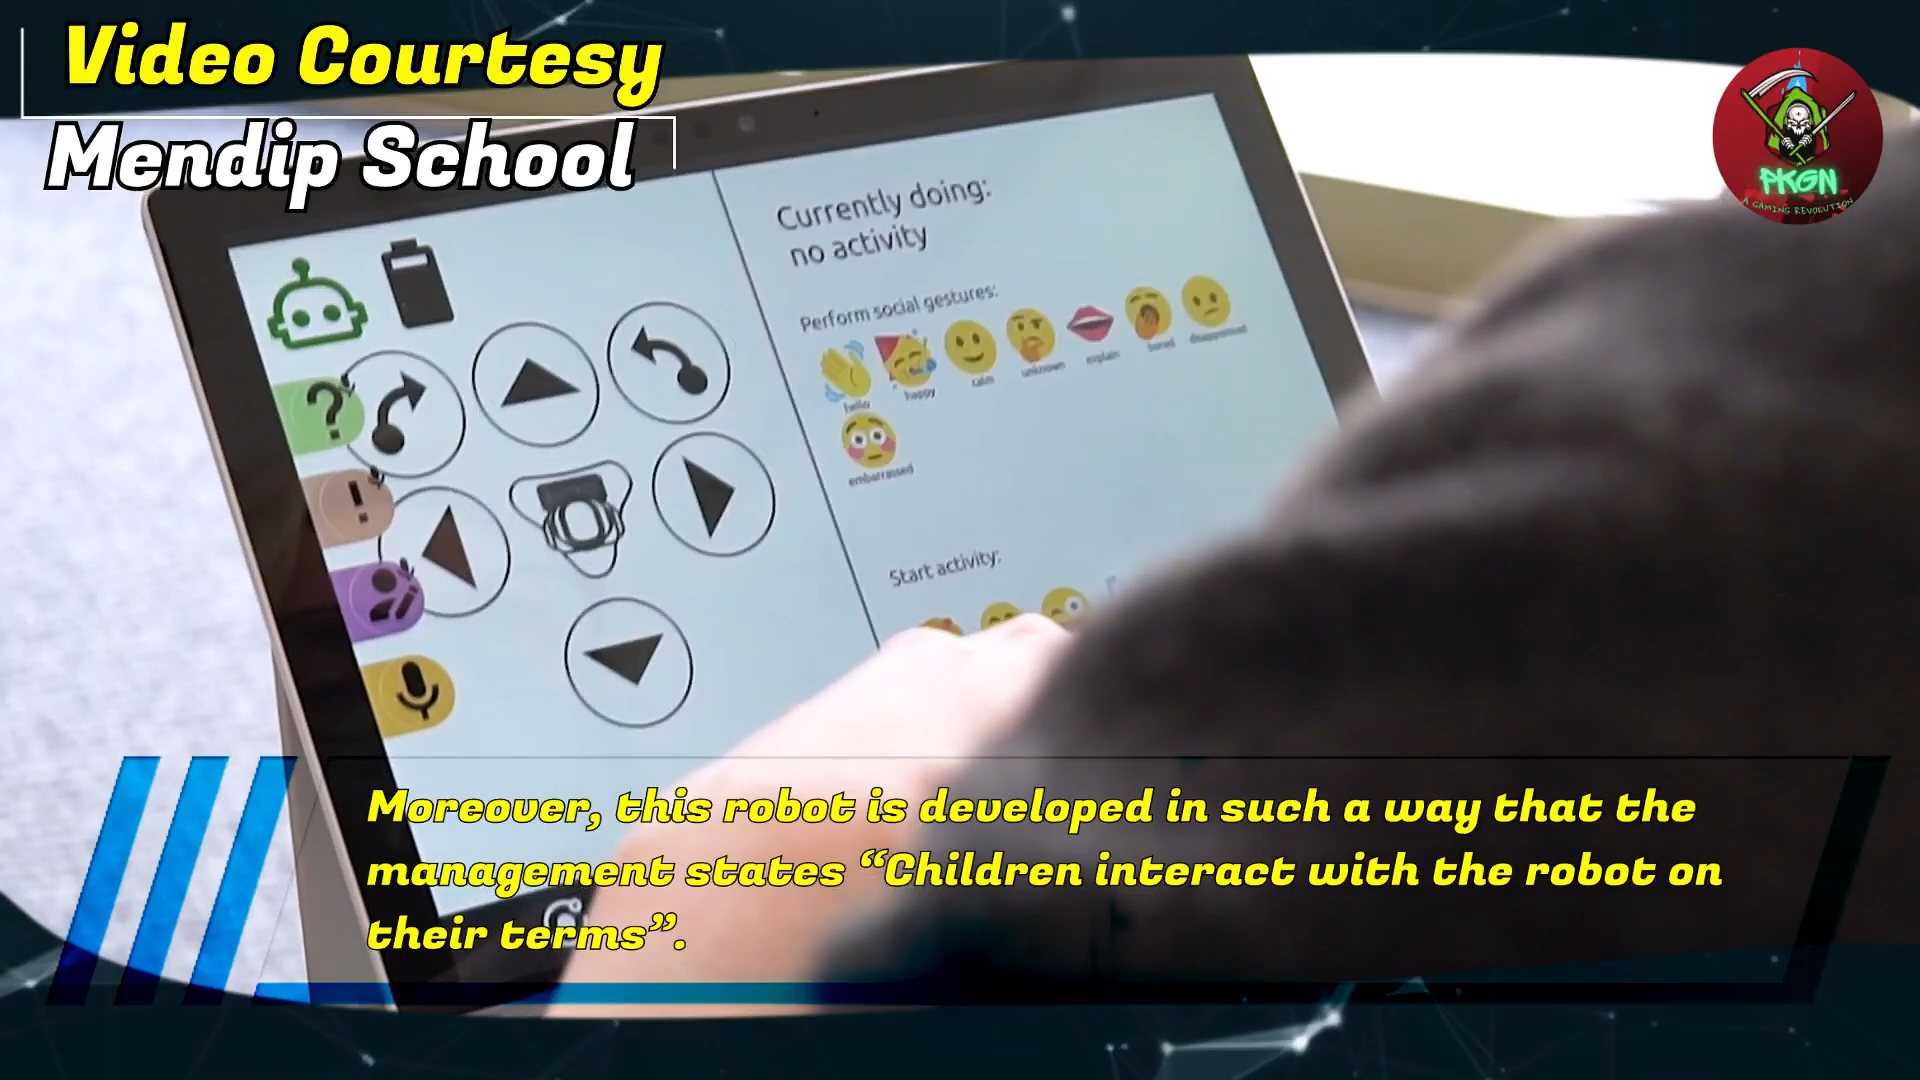 Video Courtesy
Mendip School
PKGN
A GAMING REVOLUTION
Currently doing:
no activity
Perform social gestures:
hello
happy
calm
unknown
explain
bored
disappointed
embarrassed
Start activity:
Moreover, this robot is developed in such a way that the
management states “Children interact with the robot on
their terms”.